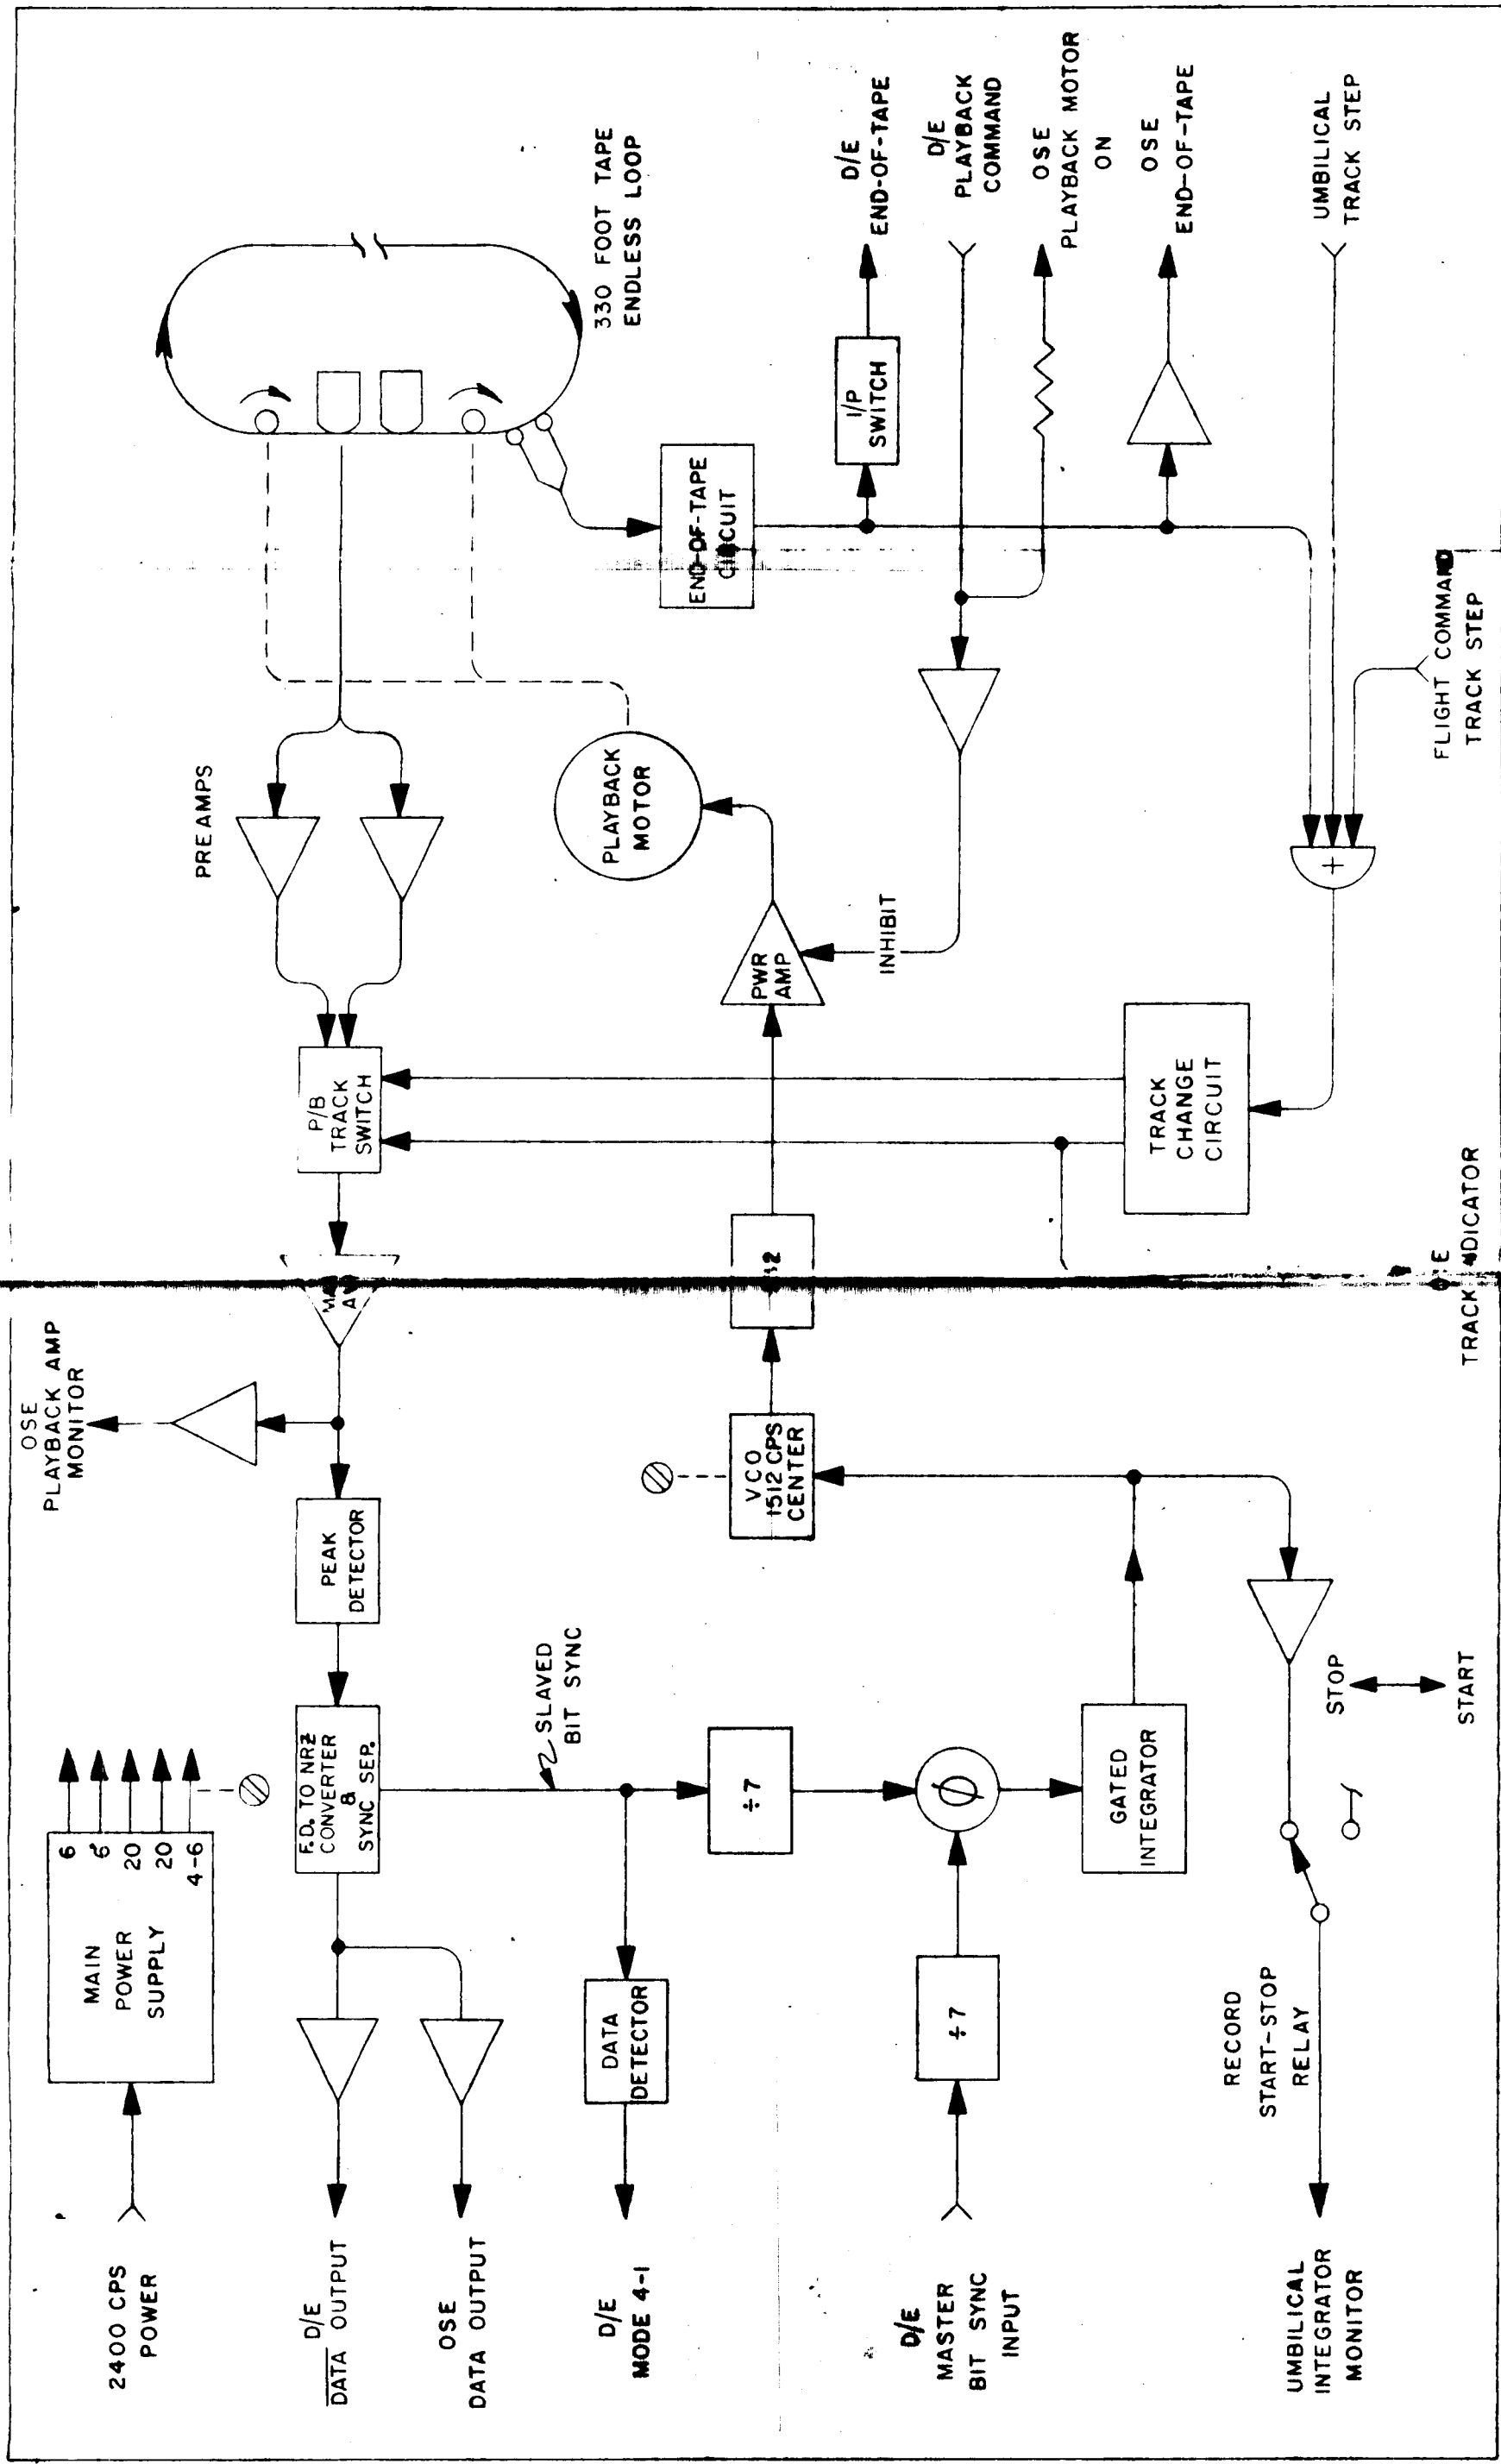 2400 CPS
POWER
MAIN
POWER
SUPPLY
6
6
20
20
4-6
OSE
PLAYBACK AMP
MONITOR
D/E
DATA OUTPUT
OSE
DATA OUTPUT
F.D. TO NRZ
CONVERTER
&
SYNC SEP.
PEAK
DETECTOR
P/B
TRACK
SWITCH
PREAMPS
330 FOOT TAPE
ENDLESS LOOP
D/E
MODE 4-1
DATA
DETECTOR
SLAVED
BIT SYNC
÷7
VCO
1512 CPS
CENTER
PWR
AMP
PLAYBACK
MOTOR
INHIBIT
END-OF-TAPE
CIRCUIT
I/P
SWITCH
D/E
END-OF-TAPE
D/E
PLAYBACK
COMMAND
OSE
PLAYBACK MOTOR
ON
OSE
END-OF-TAPE
UMBILICAL
TRACK STEP
D/E
MASTER
BIT SYNC
INPUT
÷7
Ø
GATED
INTEGRATOR
TRACK
CHANGE
CIRCUIT
+
FLIGHT COMMAND
TRACK STEP
UMBILICAL
INTEGRATOR
MONITOR
RECORD
START-STOP
RELAY
STOP
START
TRACK INDICATOR